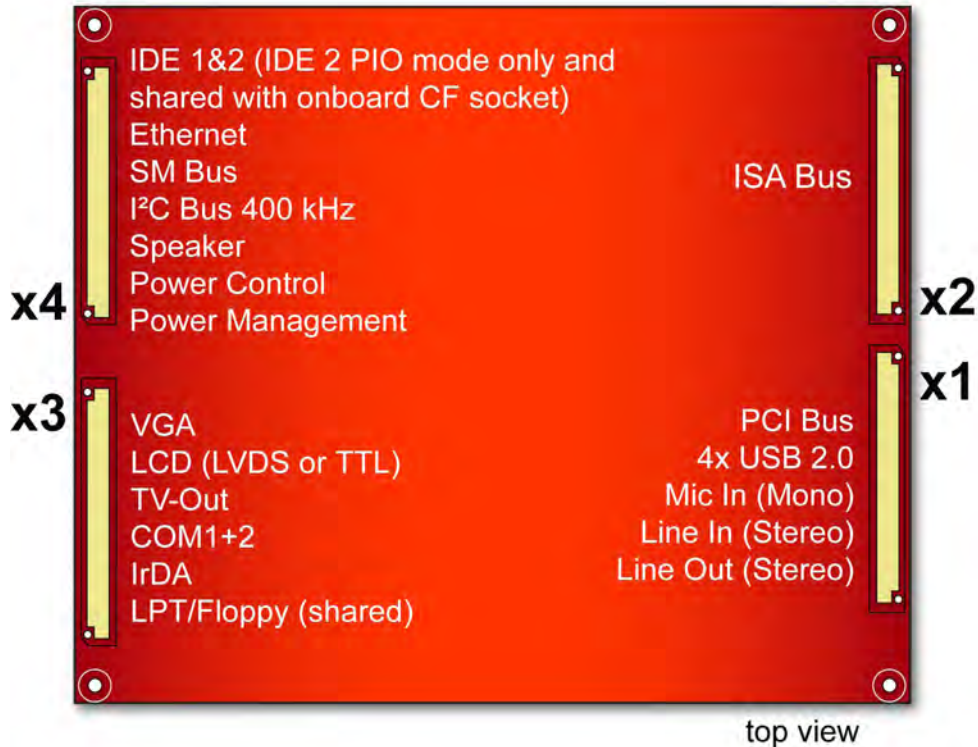 IDE 1&2 (IDE 2 PIO mode only and
shared with onboard CF socket)
Ethernet
SM Bus
I²C Bus 400 kHz
Speaker
Power Control
Power Management
x4
ISA Bus
x2
x3
VGA
LCD (LVDS or TTL)
TV-Out
COM1+2
IrDA
LPT/Floppy (shared)
x1
PCI Bus
4x USB 2.0
Mic In (Mono)
Line In (Stereo)
Line Out (Stereo)
top view